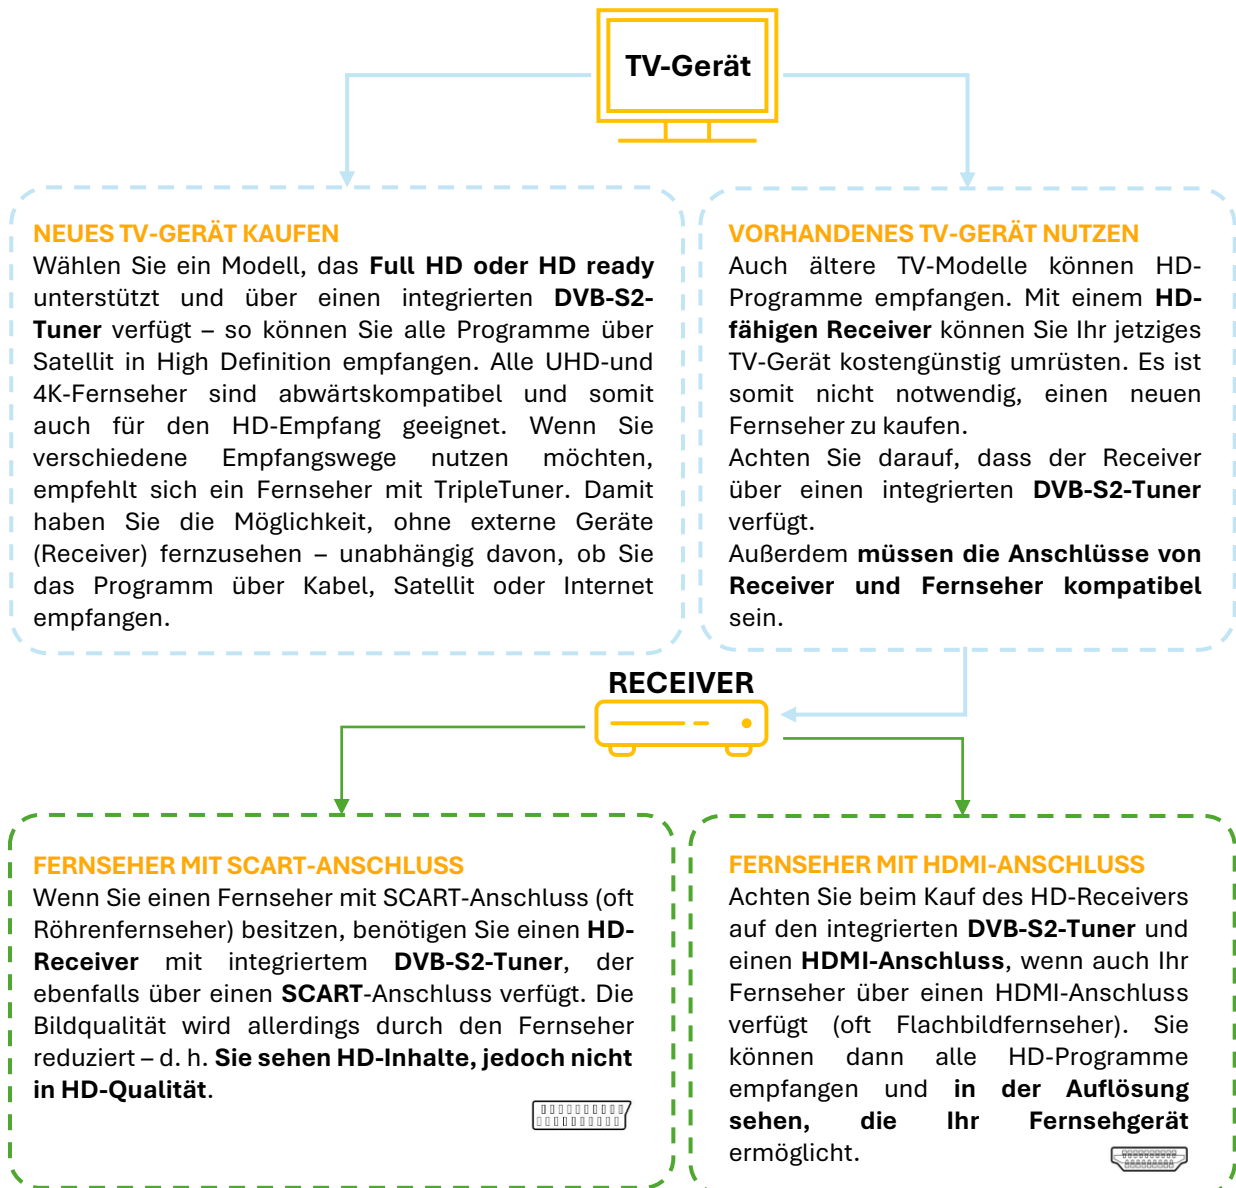 TV-Gerät
NEUES TV-GERÄT KAUFEN
Wählen Sie ein Modell, das Full HD oder HD ready
unterstützt und über einen integrierten DVB-S2-
Tuner verfügt – so können Sie alle Programme über
Satellit in High Definition empfangen. Alle UHD-und
4K-Fernseher sind abwärtskompatibel und somit
auch für den HD-Empfang geeignet. Wenn Sie
verschiedene Empfangswege nutzen möchten,
empfehlt sich ein Fernseher mit TripleTuner. Damit
haben Sie die Möglichkeit, ohne externe Geräte
(Receiver) fernzusehen – unabhängig davon, ob Sie
das Programm über Kabel, Satellit oder Internet
empfangen.
VORHANDENES TV-GERÄT NUTZEN
Auch ältere TV-Modelle können HD-
Programme empfangen. Mit einem HD-
fähigen Receiver können Sie Ihr jetziges
TV-Gerät kostengünstig umrüsten. Es ist
somit nicht notwendig, einen neuen
Fernseher zu kaufen.
Achten Sie darauf, dass der Receiver
über einen integrierten DVB-S2-Tuner
verfügt.
Außerdem müssen die Anschlüsse von
Receiver und Fernseher kompatibel
sein.
RECEIVER
FERNSEHER MIT SCART-ANSCHLUSS
Wenn Sie einen Fernseher mit SCART-Anschluss (oft
Röhrenfernseher) besitzen, benötigen Sie einen HD-
Receiver mit integriertem DVB-S2-Tuner, der
ebenfalls über einen SCART-Anschluss verfügt. Die
Bildqualität wird allerdings durch den Fernseher
reduziert – d. h. Sie sehen HD-Inhalte, jedoch nicht
in HD-Qualität.
FERNSEHER MIT HDMI-ANSCHLUSS
Achten Sie beim Kauf des HD-Receivers
auf den integrierten DVB-S2-Tuner und
einen HDMI-Anschluss, wenn auch Ihr
Fernseher über einen HDMI-Anschluss
verfügt (oft Flachbildfernseher). Sie
können dann alle HD-Programme
empfangen und in der Auflösung
sehen, die Ihr Fernsehgerät
ermöglicht.